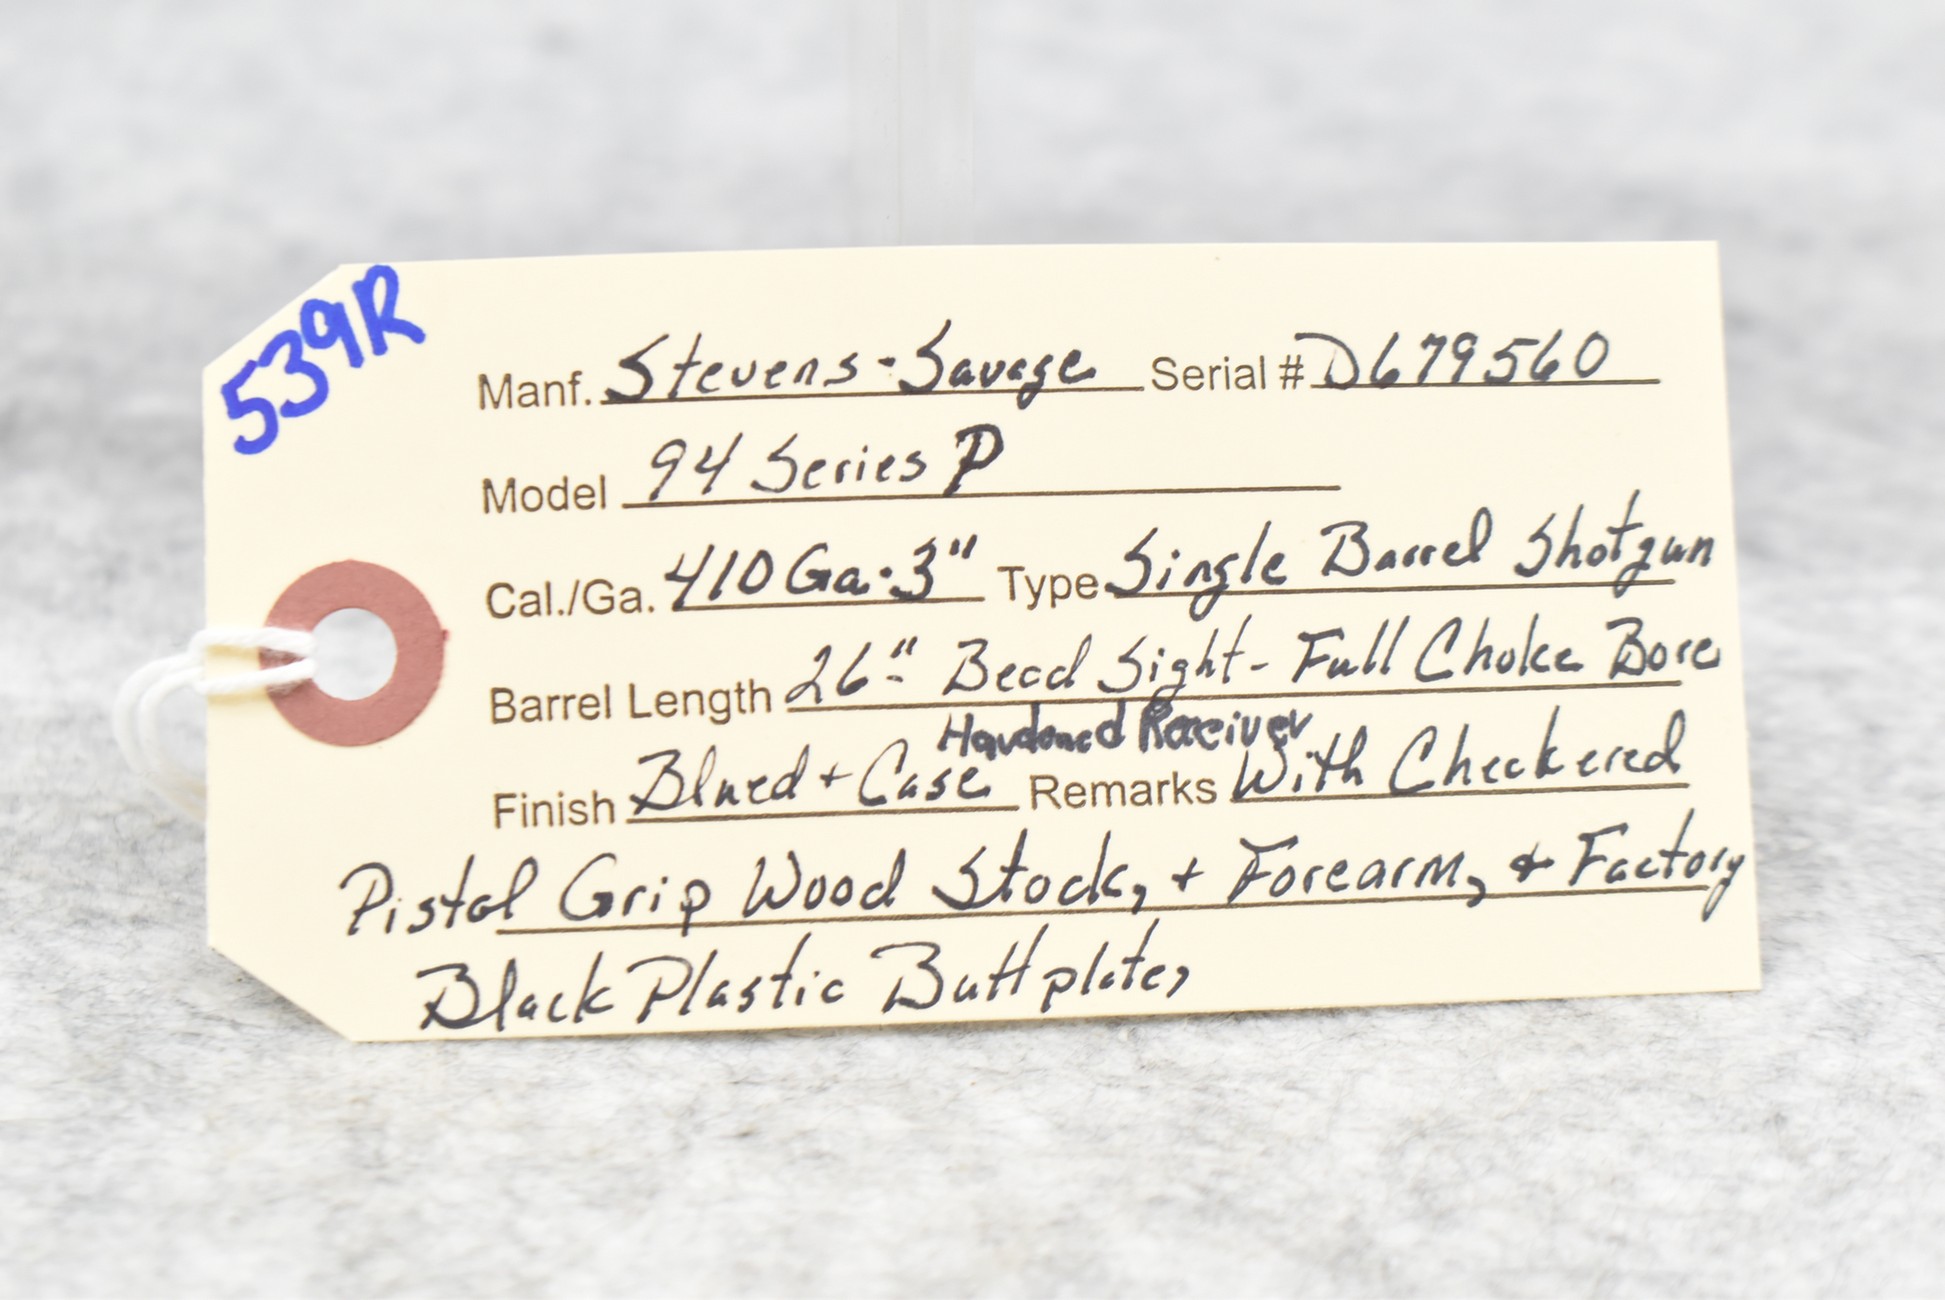 539R
Manf. Stevens-Savage Serial # D679560
Model 94 Series P
Cal./Ga. 410 Ga. 3" Type Single Barrel Shotgun
Barrel Length 26" Bead Sight - Full Choke Bore
Hardened Receiver
Finish Blued + Case Remarks With Checkered
Pistol Grip Wood Stock, + Forearm, + Factory
Black Plastic Buttplate,